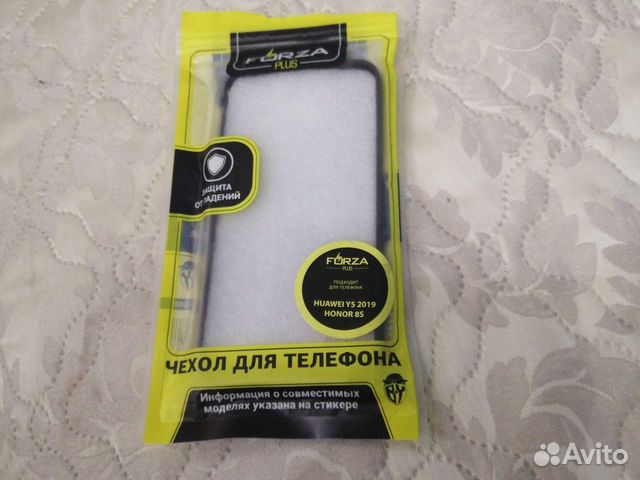 FORZA
PLUS
ЗАЩИТА
ОТ ПАДЕНИЙ
FORZA
PLUS
ПОДХОДИТ
ДЛЯ ТЕЛЕФОНА
HUAWEI Y5 2019
HONOR 8S
ЧЕХОЛ ДЛЯ ТЕЛЕФОНА
Информация о совместимых
моделях указана на стикере
Avito